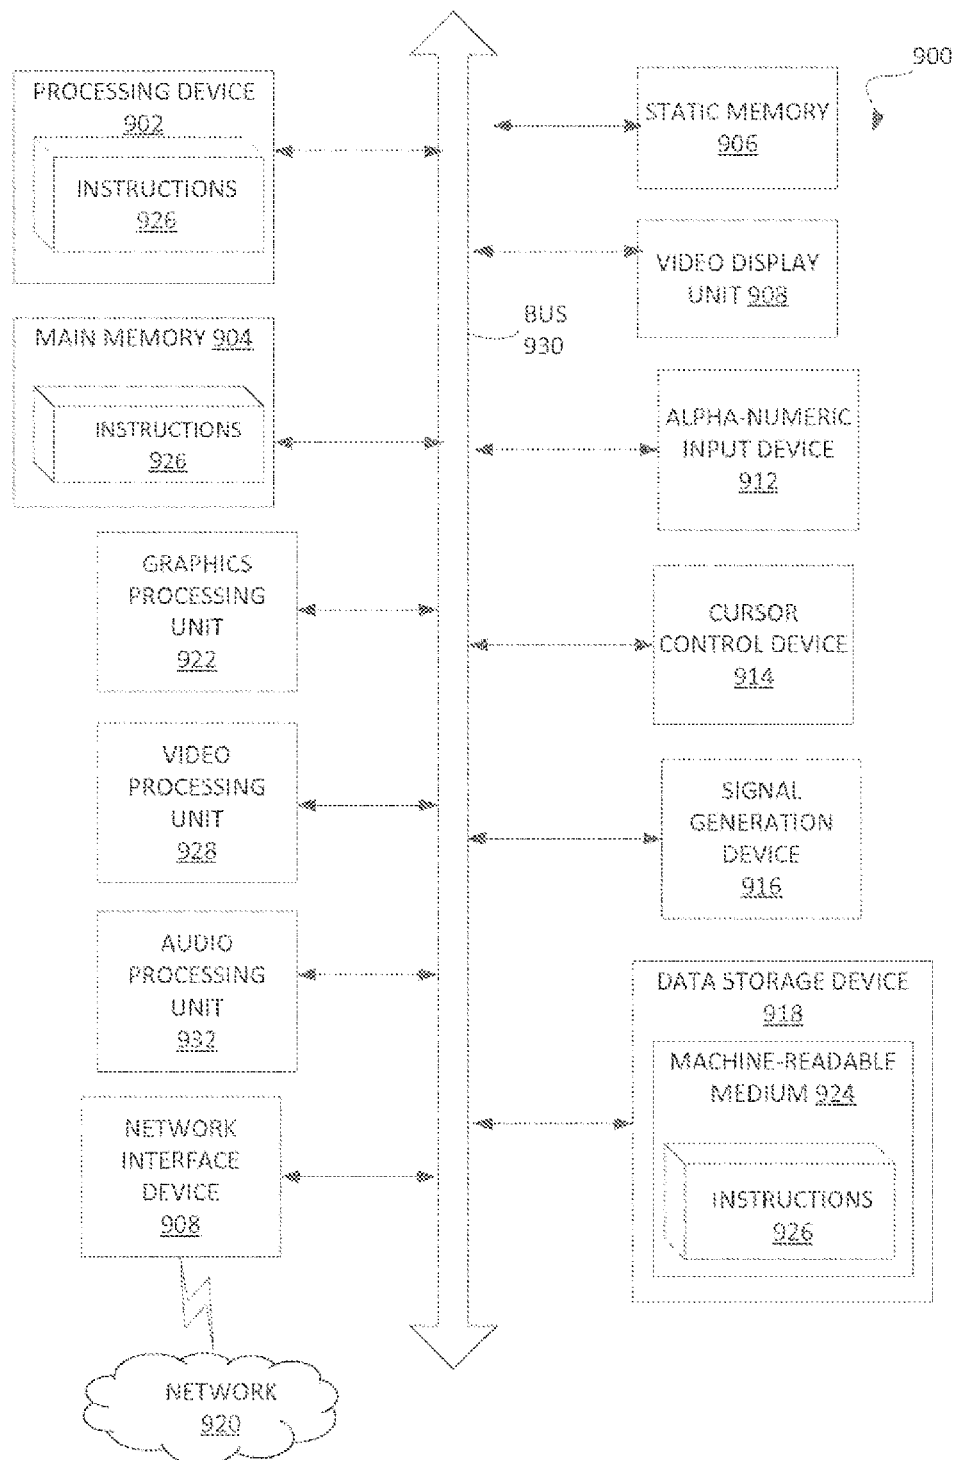 900
PROCESSING DEVICE
902
INSTRUCTIONS
926
MAIN MEMORY 904
INSTRUCTIONS
926
GRAPHICS
PROCESSING
UNIT
922
VIDEO
PROCESSING
UNIT
928
AUDIO
PROCESSING
UNIT
932
NETWORK
INTERFACE
DEVICE
908
NETWORK
920
BUS
930
STATIC MEMORY
906
VIDEO DISPLAY
UNIT 908
ALPHA-NUMERIC
INPUT DEVICE
912
CURSOR
CONTROL DEVICE
914
SIGNAL
GENERATION
DEVICE
916
DATA STORAGE DEVICE
918
MACHINE-READABLE
MEDIUM 924
INSTRUCTIONS
926